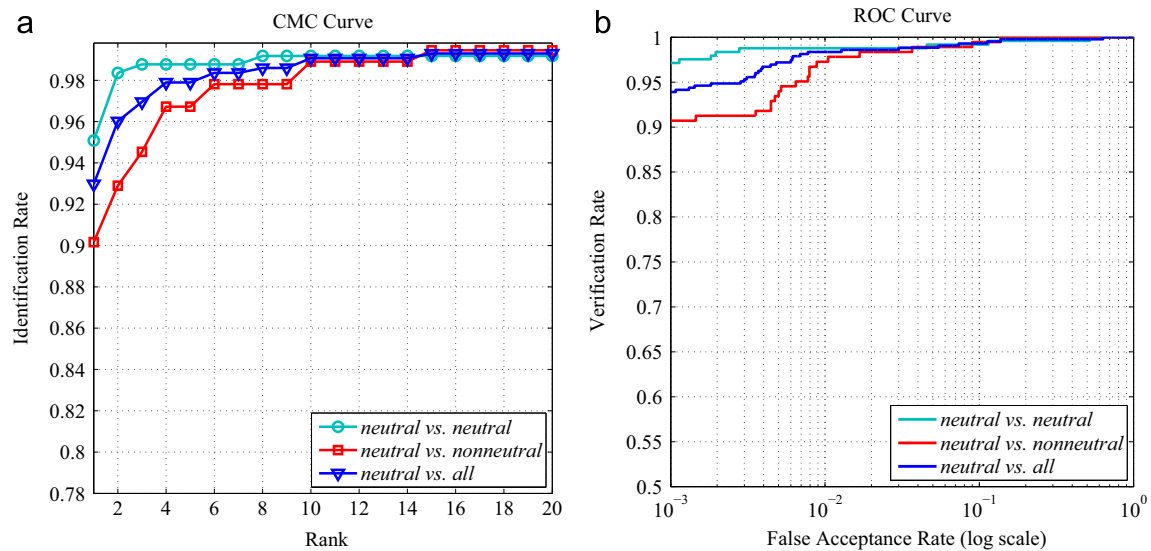 a
CMC Curve
Identification Rate
0.98
0.96
0.94
0.92
0.9
0.88
0.86
0.84
0.82
0.8
0.78
2 4 6 8 10 12 14 16 18 20
Rank
neutral vs. neutral
neutral vs. nonneutral
neutral vs. all
b
ROC Curve
Verification Rate
1
0.95
0.9
0.85
0.8
0.75
0.7
0.65
0.6
0.55
0.5
10⁻³ 10⁻² 10⁻¹ 10⁰
False Acceptance Rate (log scale)
neutral vs. neutral
neutral vs. nonneutral
neutral vs. all